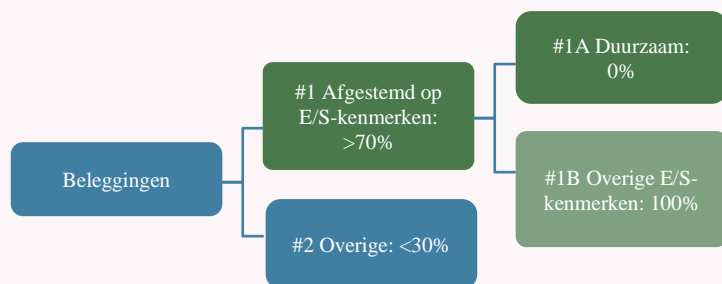 #1A Duurzaam:
0%
#1 Afgestemd op
E/S-kenmerken:
>70%
Beleggingen
#1B Overige E/S-
kenmerken: 100%
#2 Overige: <30%